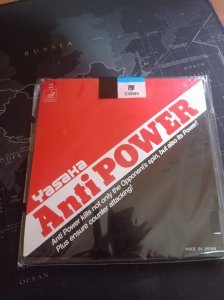 RUSSIA
厚
2.0mm
Yasaka
Anti POWER
Anti Power kills not only the Opponent's spin, but also its Power!
Plus ensure counter attacking!
MADE IN JAPAN
OCEAN